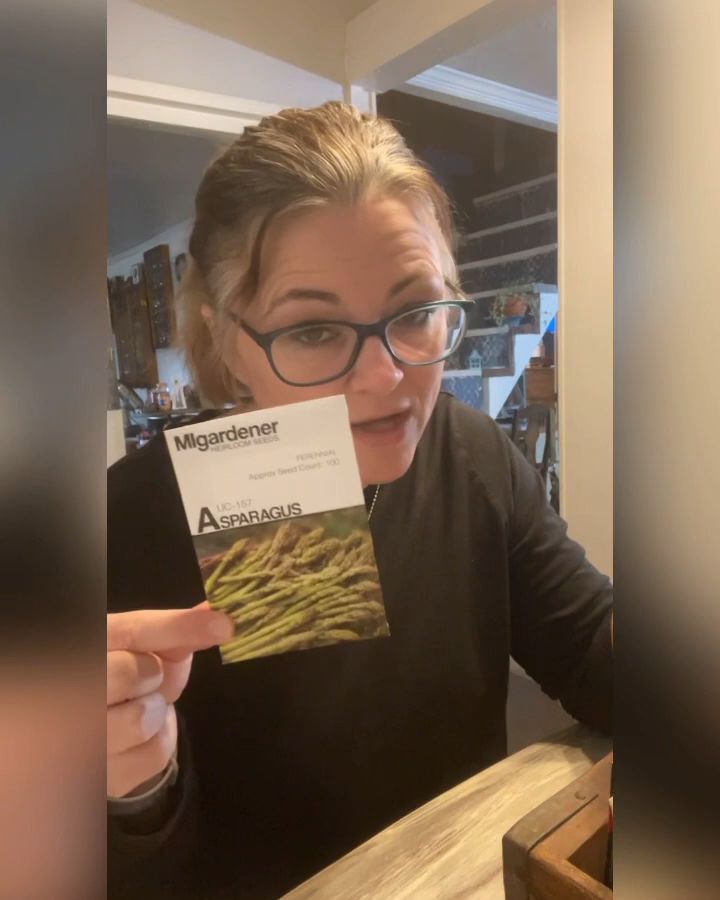 MIgardener
HEIRLOOM SEEDS
PERENNIAL
Approx Seed Count: 100
UC-157
ASPARAGUS